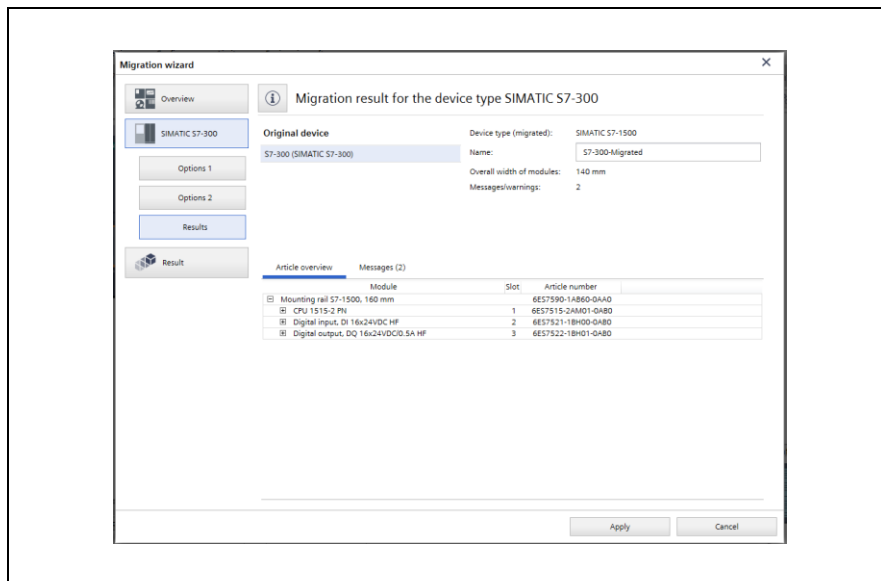 Migration wizard
Overview
Migration result for the device type SIMATIC S7-300
SIMATIC S7-300
Original device
Device type (migrated): SIMATIC S7-1500
S7-300 (SIMATIC S7-300)
Name: S7-300-Migrated
Options 1
Overall width of modules: 140 mm
Messages/warnings: 2
Options 2
Results
Result
Article overview Messages (2)
Module Slot Article number
Mounting rail S7-1500, 160 mm 6ES7590-1AB60-0AA0
CPU 1515-2 PN 1 6ES7515-2AM01-0AB0
Digital input, DI 16x24VDC HF 2 6ES7521-1BH00-0AB0
Digital output, DQ 16x24VDC/0.5A HF 3 6ES7522-1BH01-0AB0
Apply Cancel